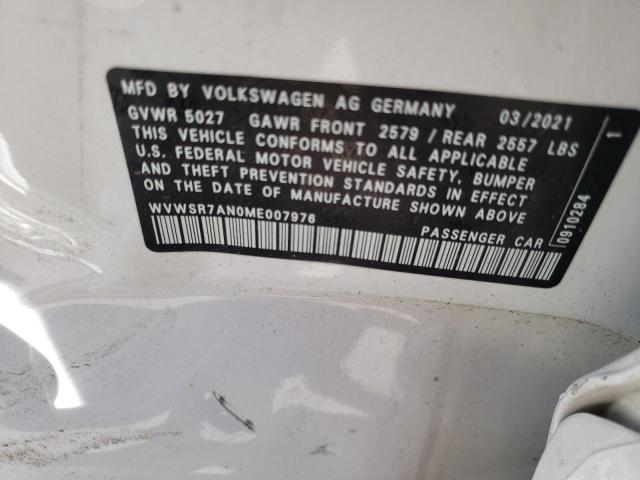 MFD BY VOLKSWAGEN AG GERMANY 03/2021
GVWR 5027 GAWR FRONT 2579 / REAR 2557 LBS
THIS VEHICLE CONFORMS TO ALL APPLICABLE
U.S. FEDERAL MOTOR VEHICLE SAFETY, BUMPER
AND THEFT PREVENTION STANDARDS IN EFFECT
ON THE DATE OF MANUFACTURE SHOWN ABOVE.
WVWSR7AN0ME007976
PASSENGER CAR
0910284
1